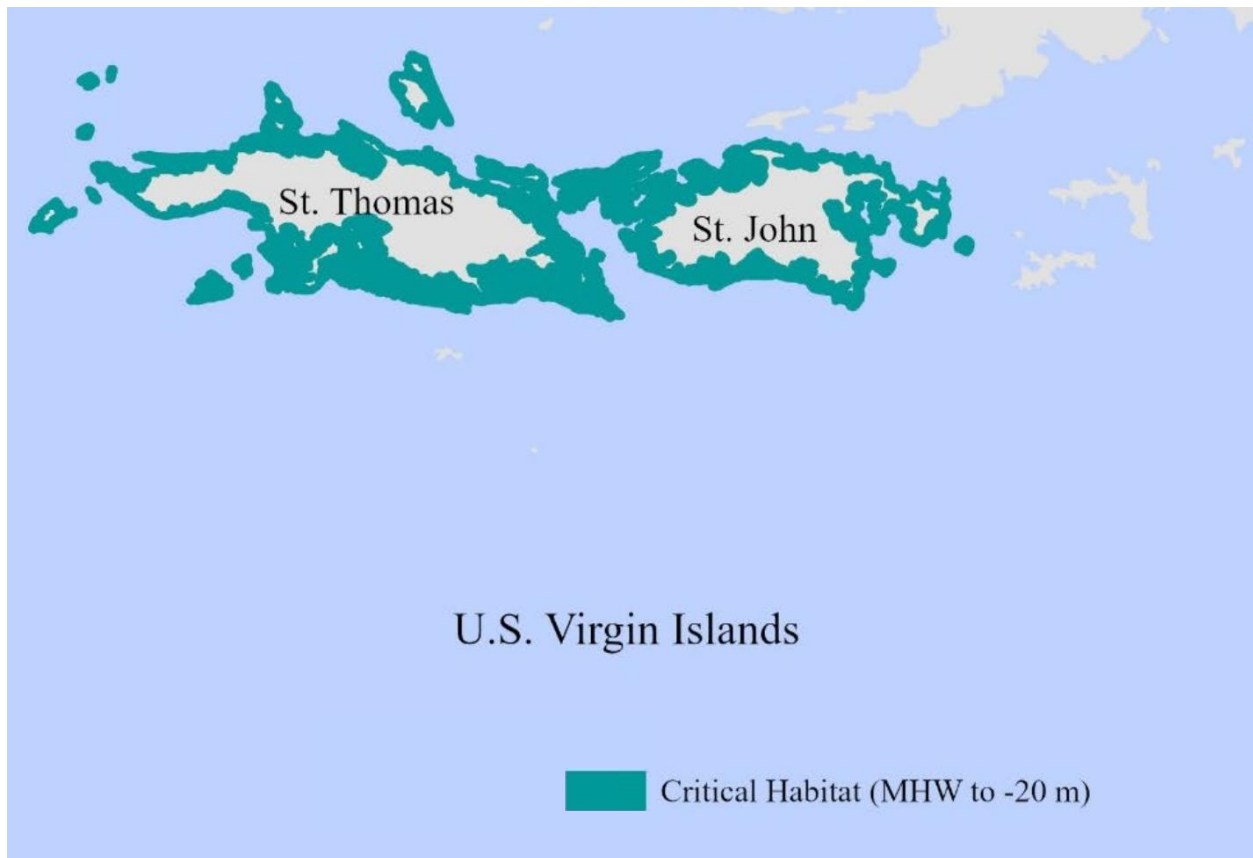 St. Thomas
St. John
U.S. Virgin Islands
Critical Habitat (MHW to -20 m)